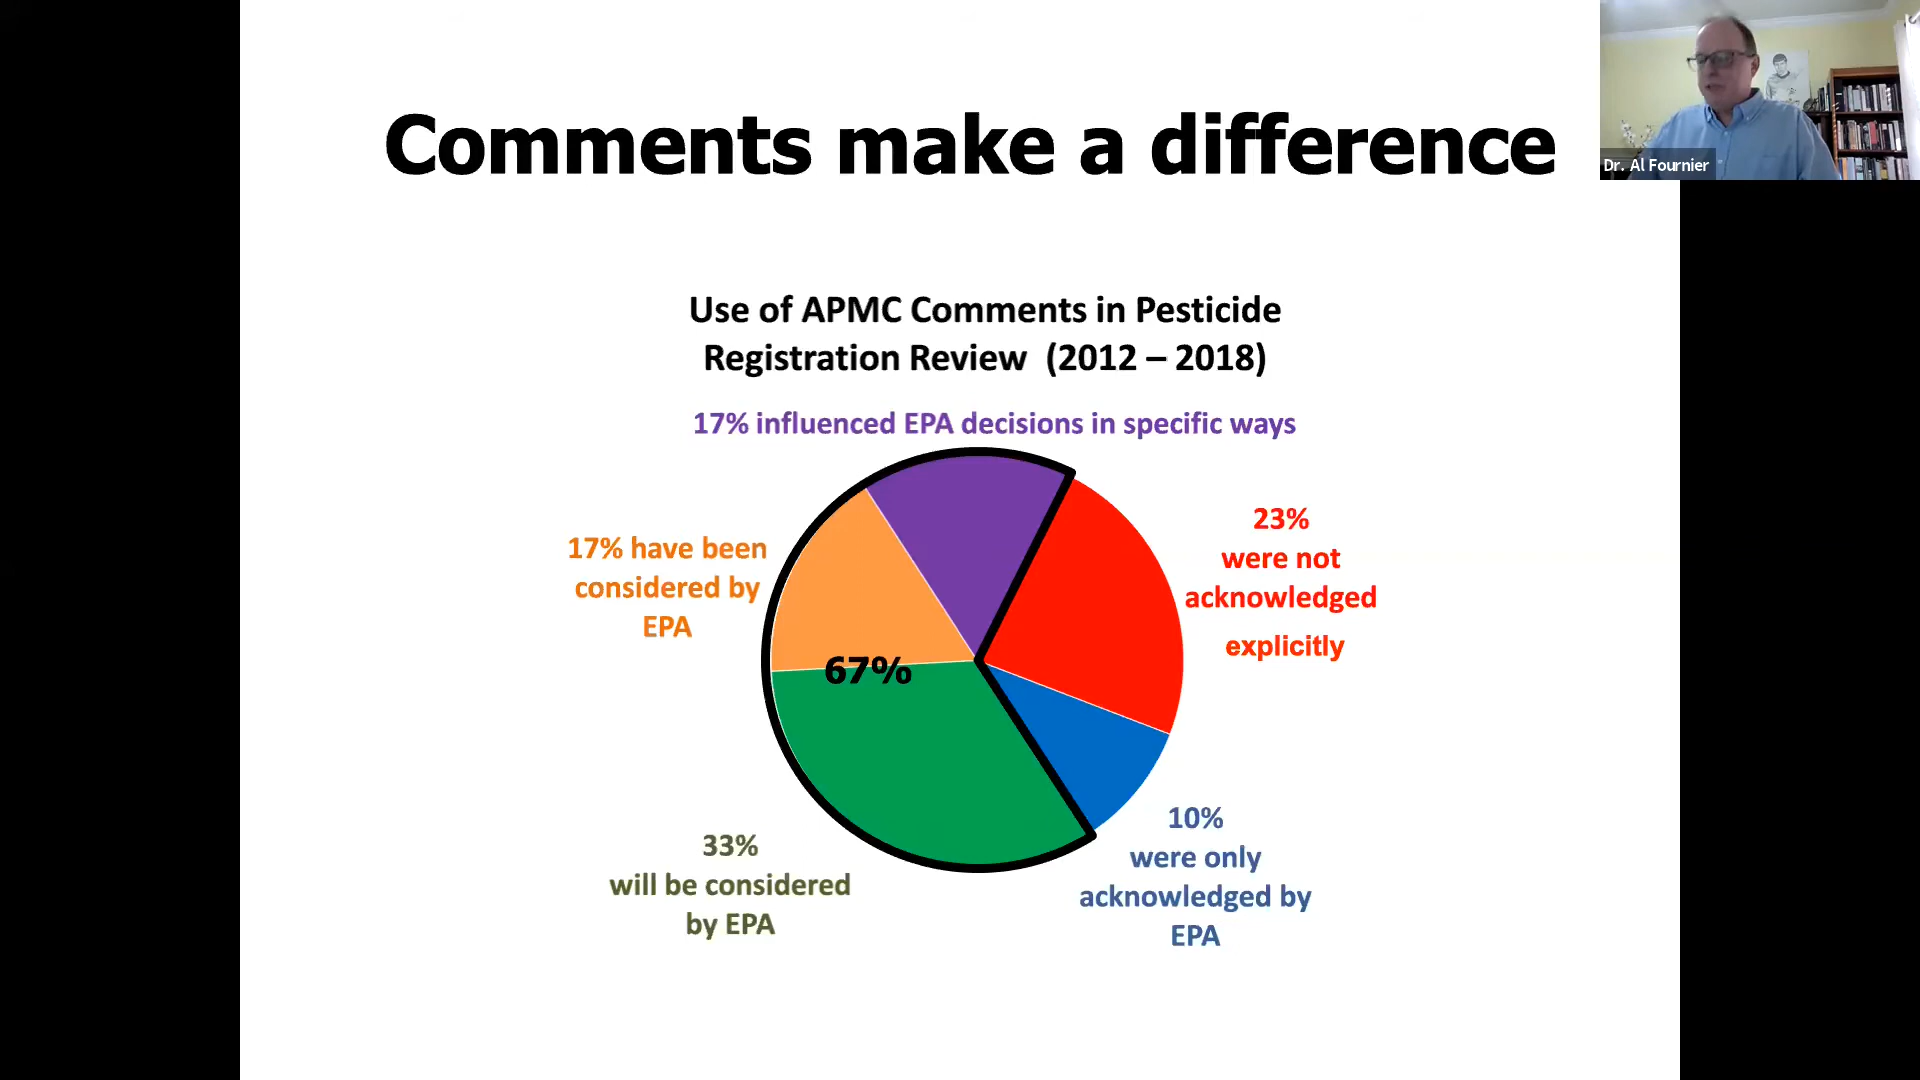 Comments make a difference
Dr. Al Fournier
Use of APMC Comments in Pesticide
Registration Review (2012 – 2018)
17% influenced EPA decisions in specific ways
17% have been
considered by
EPA
23%
were not
acknowledged
explicitly
67%
33%
will be considered
by EPA
10%
were only
acknowledged by
EPA